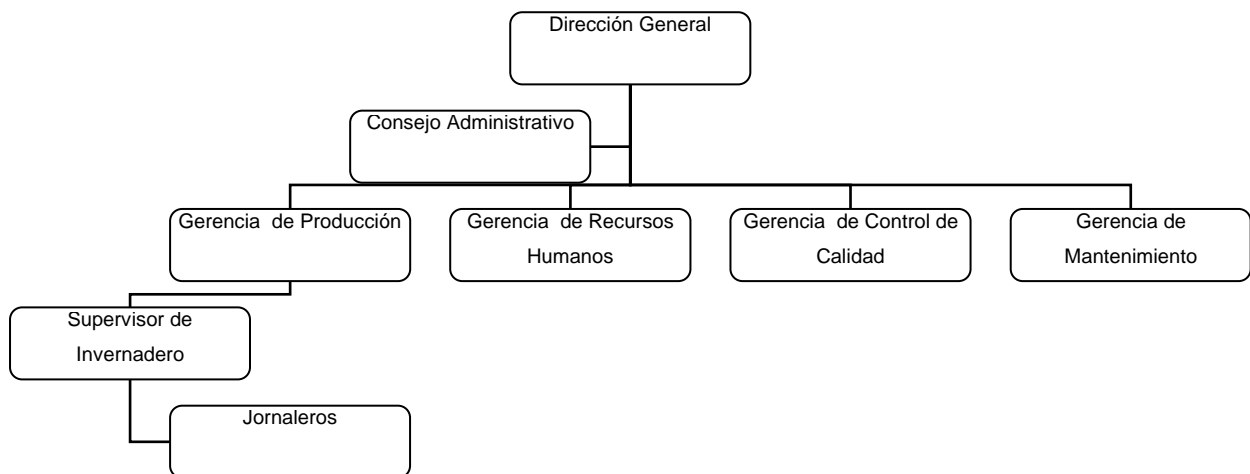 Dirección General
Consejo Administrativo
Gerencia  de Producción
Gerencia  de Recursos
Humanos
Gerencia  de Control de
Calidad
Gerencia de
Mantenimiento
Supervisor de
Invernadero
Jornaleros